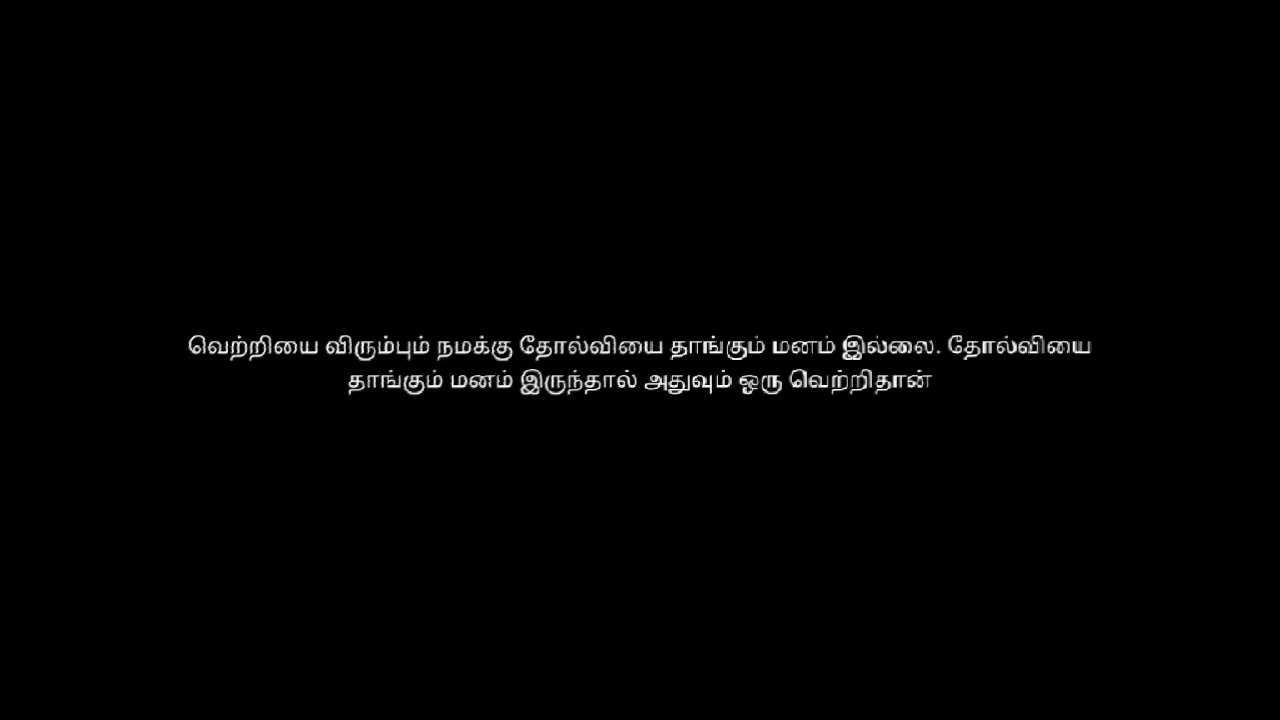 வெற்றியை விரும்பும் நமக்கு தோல்வியை தாங்கும் மனம் இல்லை. தோல்வியை
தாங்கும் மனம் இருந்தால் அதுவும் ஒரு வெற்றிதான்